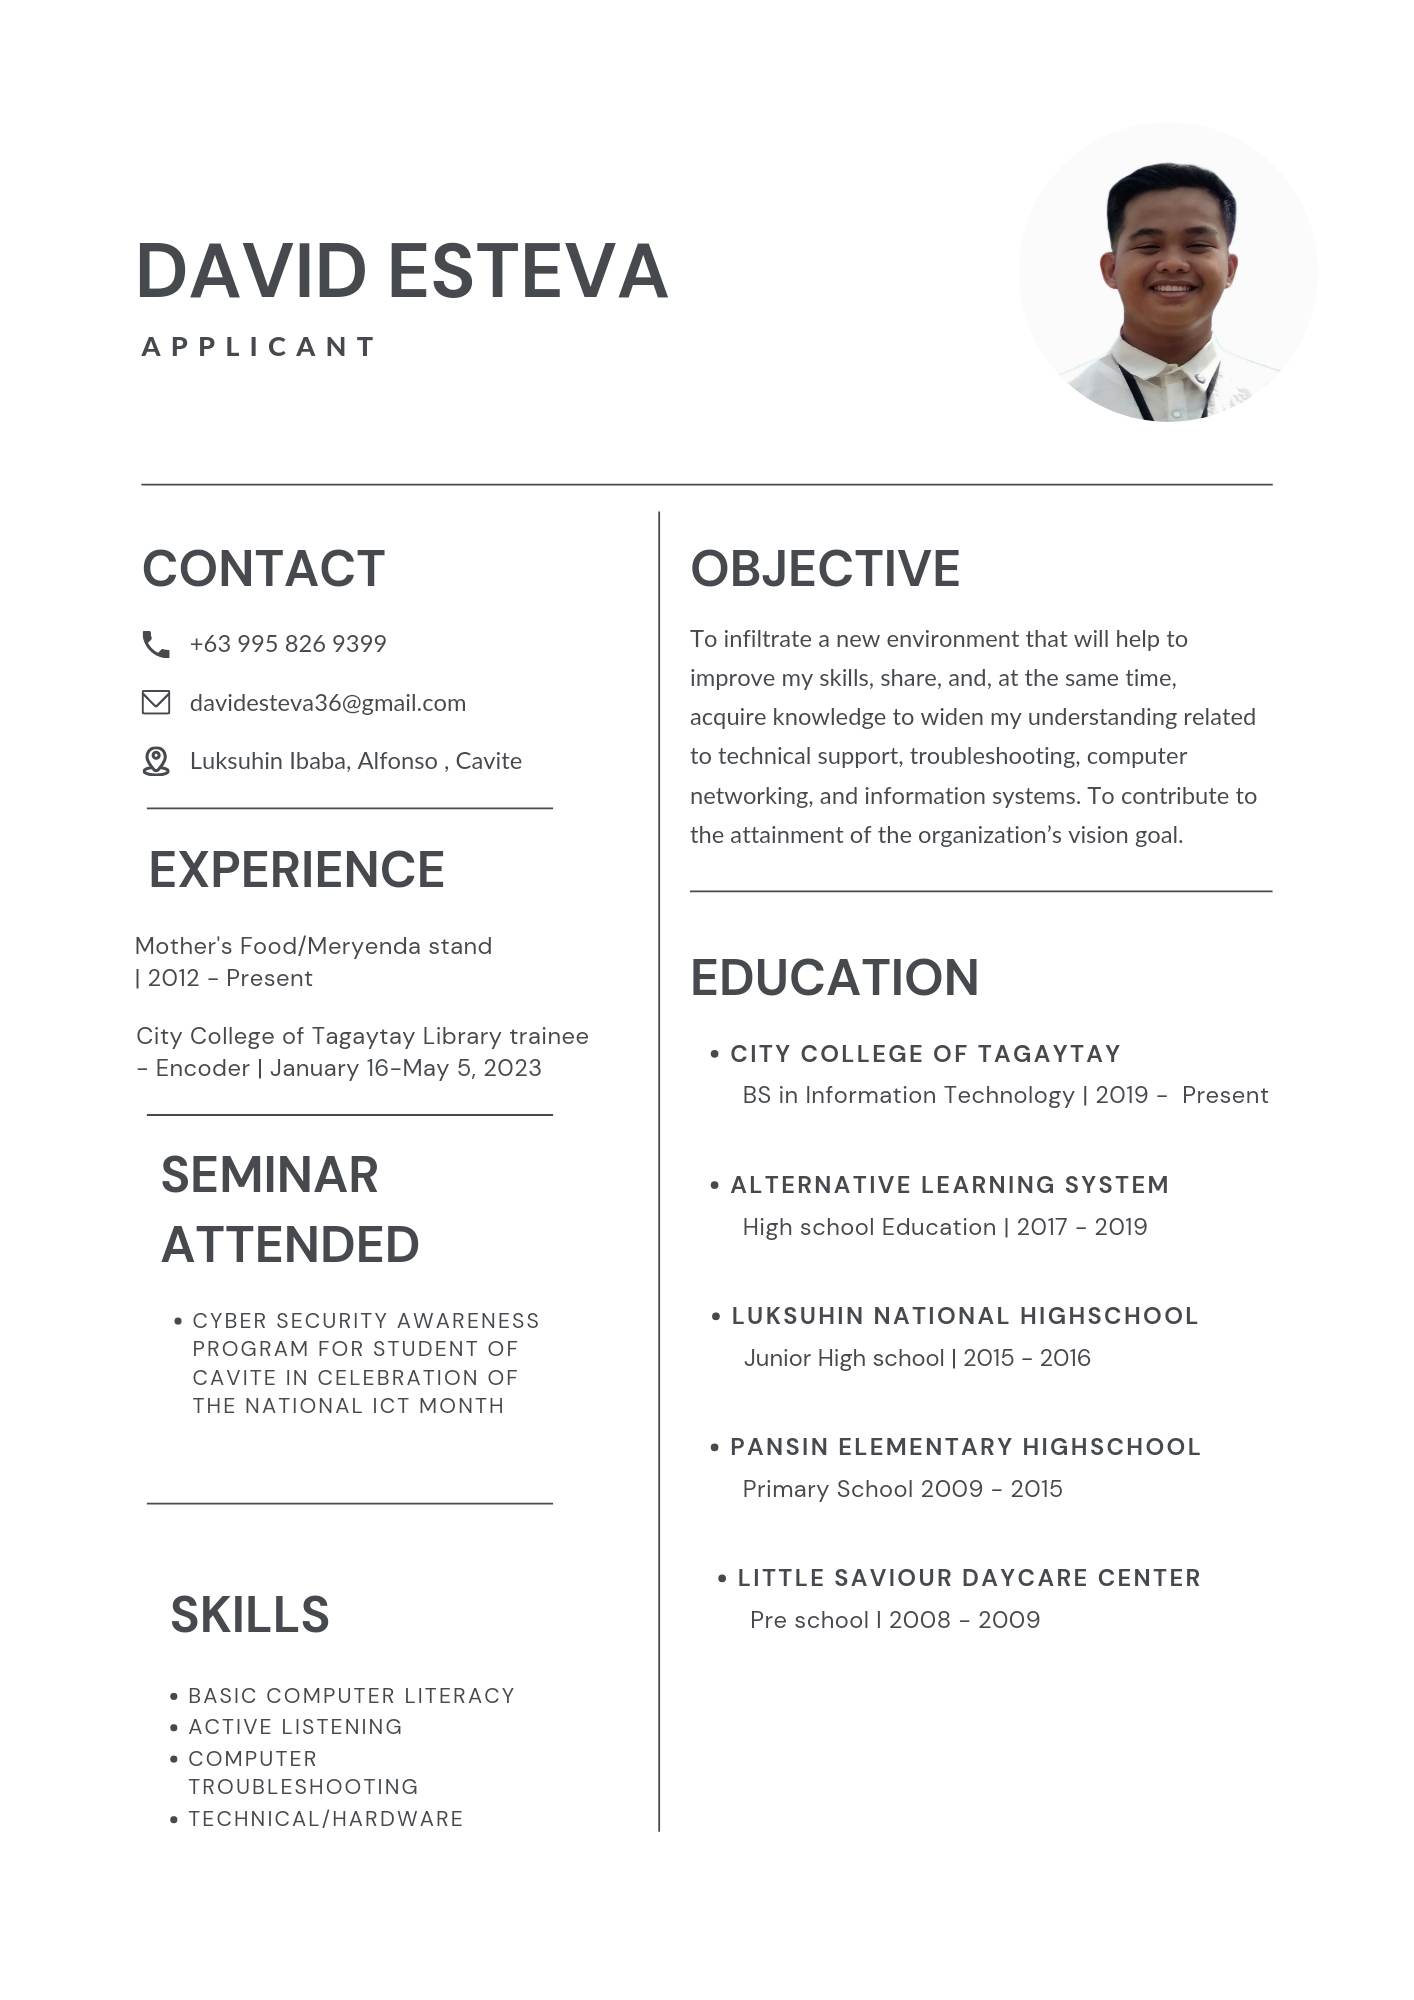 DAVID ESTEVA
APPLICANT
CONTACT
+63 995 826 9399
davidesteva36@gmail.com
Luksuhin Ibaba, Alfonso , Cavite
EXPERIENCE
Mother's Food/Meryenda stand
| 2012 - Present
City College of Tagaytay Library trainee
- Encoder | January 16-May 5, 2023
SEMINAR
ATTENDED
• CYBER SECURITY AWARENESS
PROGRAM FOR STUDENT OF
CAVITE IN CELEBRATION OF
THE NATIONAL ICT MONTH
SKILLS
• BASIC COMPUTER LITERACY
• ACTIVE LISTENING
• COMPUTER
TROUBLESHOOTING
• TECHNICAL/HARDWARE
OBJECTIVE
To infiltrate a new environment that will help to
improve my skills, share, and, at the same time,
acquire knowledge to widen my understanding related
to technical support, troubleshooting, computer
networking, and information systems. To contribute to
the attainment of the organization’s vision goal.
EDUCATION
• CITY COLLEGE OF TAGAYTAY
BS in Information Technology | 2019 - Present
• ALTERNATIVE LEARNING SYSTEM
High school Education | 2017 - 2019
• LUKSUHIN NATIONAL HIGHSCHOOL
Junior High school | 2015 - 2016
• PANSIN ELEMENTARY HIGHSCHOOL
Primary School 2009 - 2015
• LITTLE SAVIOUR DAYCARE CENTER
Pre school l 2008 - 2009